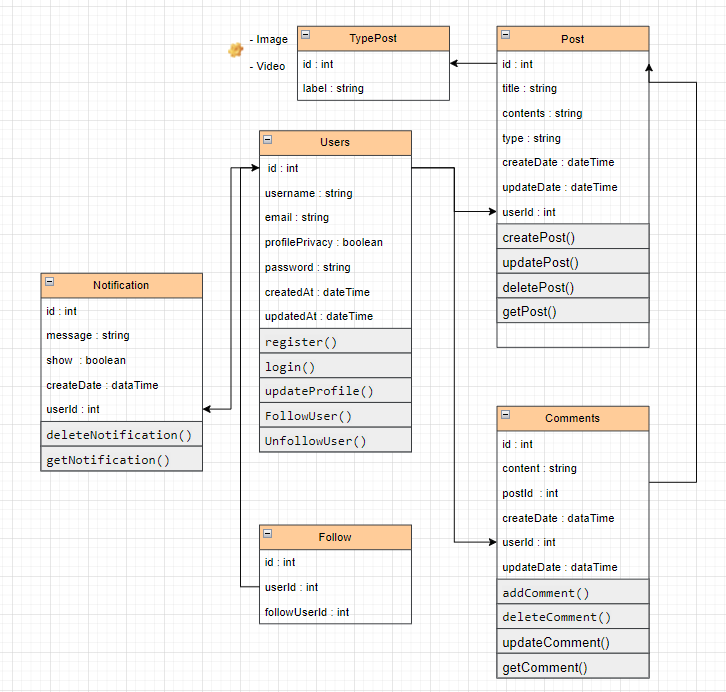 - Image
- Video
TypePost
id : int
label : string
Post
id : int
title : string
contents : string
type : string
createDate : dateTime
updateDate : dateTime
userId : int
createPost()
updatePost()
deletePost()
getPost()
Users
id : int
username : string
email : string
profilePrivacy : boolean
password : string
createdAt : dateTime
updatedAt : dateTime
register()
login()
updateProfile()
FollowUser()
UnfollowUser()
Notification
id : int
message : string
show : boolean
createDate : dataTime
userId : int
deleteNotification()
getNotification()
Comments
id : int
content : string
postId : int
createDate : dataTime
userId : int
updateDate : dataTime
addComment()
deleteComment()
updateComment()
getComment()
Follow
id : int
userId : int
followUserId : int